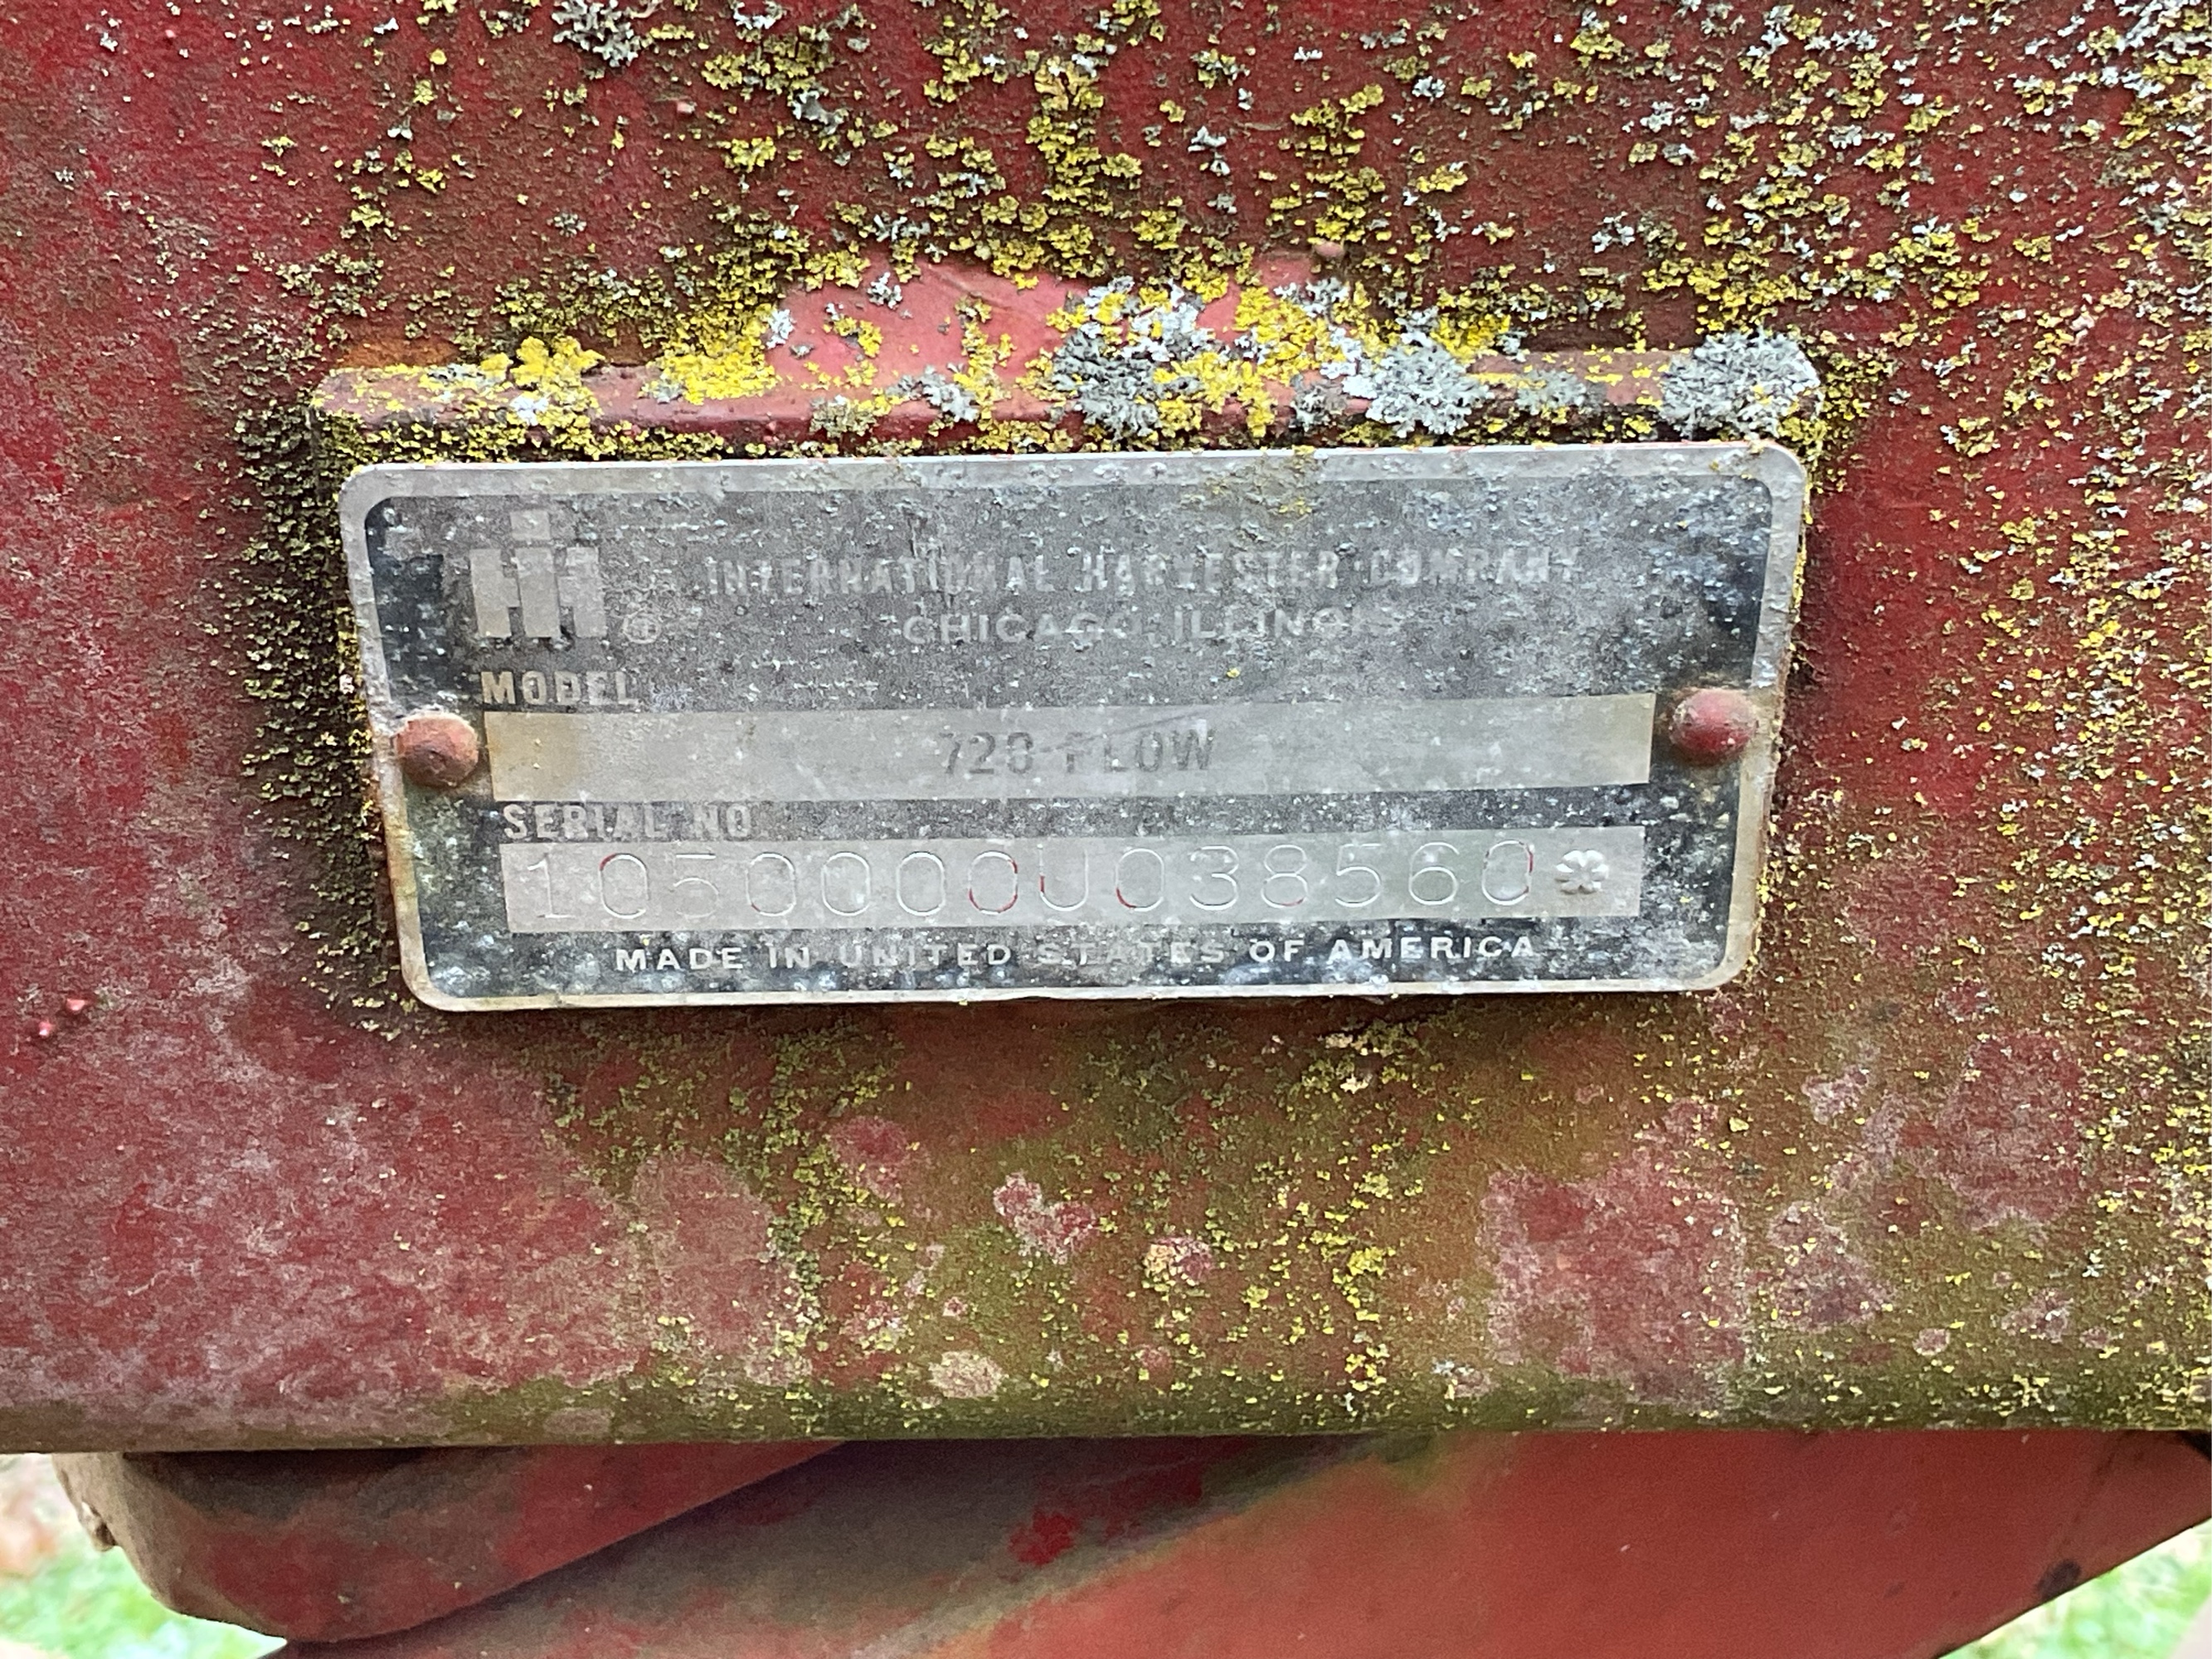 IH ®
INTERNATIONAL HARVESTER COMPANY
CHICAGO, ILLINOIS
MODEL
720 PLOW
SERIAL NO
1050000U038560*
MADE IN UNITED STATES OF AMERICA